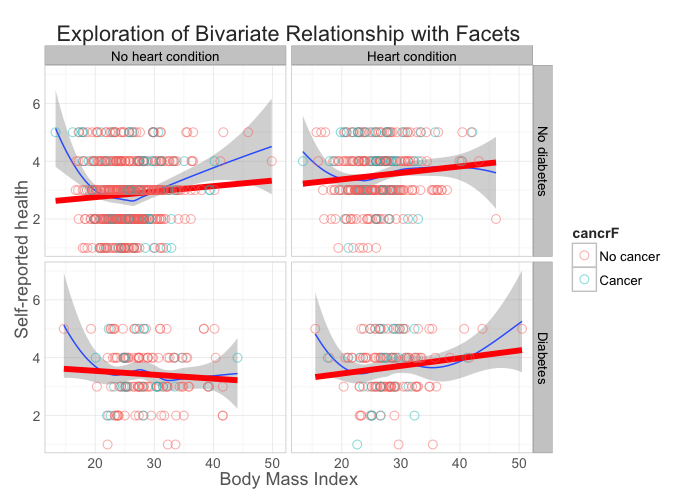 Exploration of Bivariate Relationship with Facets
No heart condition
Heart condition
No diabetes
Diabetes
6
4
2
6
4
2
Self-reported health
20
30
40
50
20
30
40
50
Body Mass Index
cancrF
No cancer
Cancer